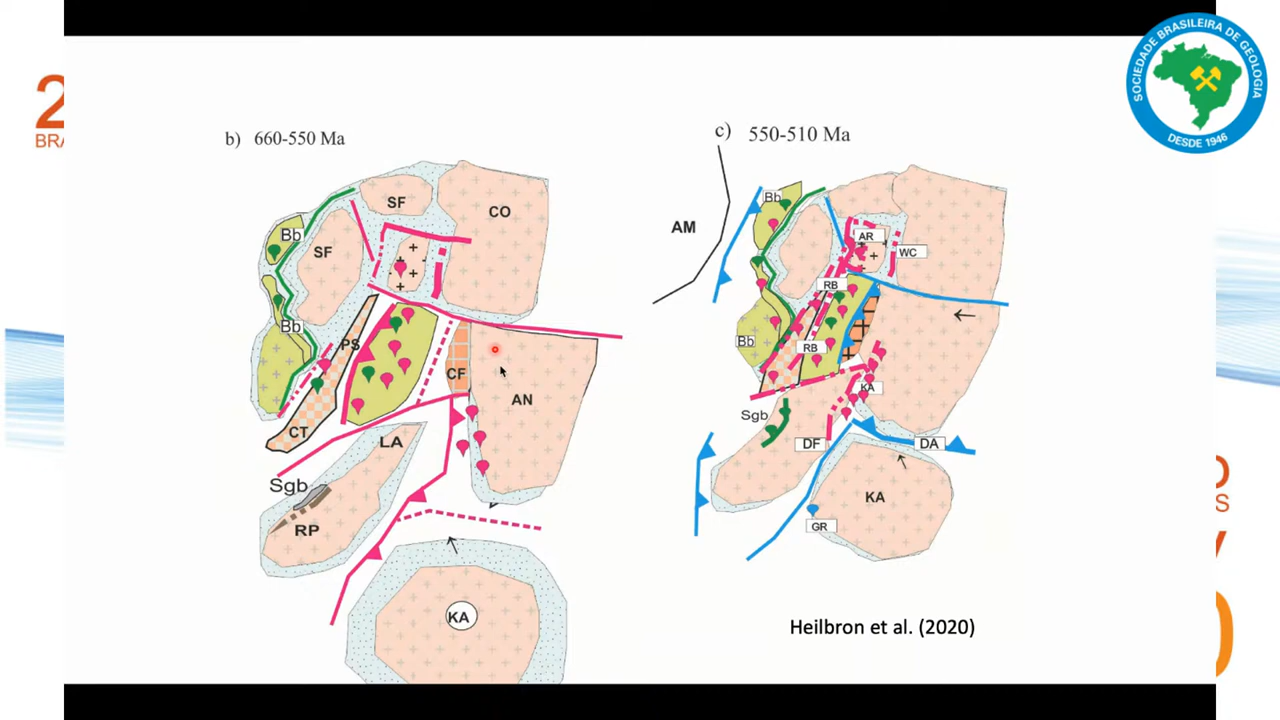 SOCIEDADE BRASILEIRA DE GEOLOGIA
DESDE 1946
2
BRA
b) 660-550 Ma
SF
CO
Bb
SF
Bb
PS
CF
AN
CT
LA
Sgb
RP
KA
c) 550-510 Ma
Bb
AM
AR
WC
RB
Bb
RB
KA
Sgb
DF
DA
KA
GR
Heilbron et al. (2020)
S